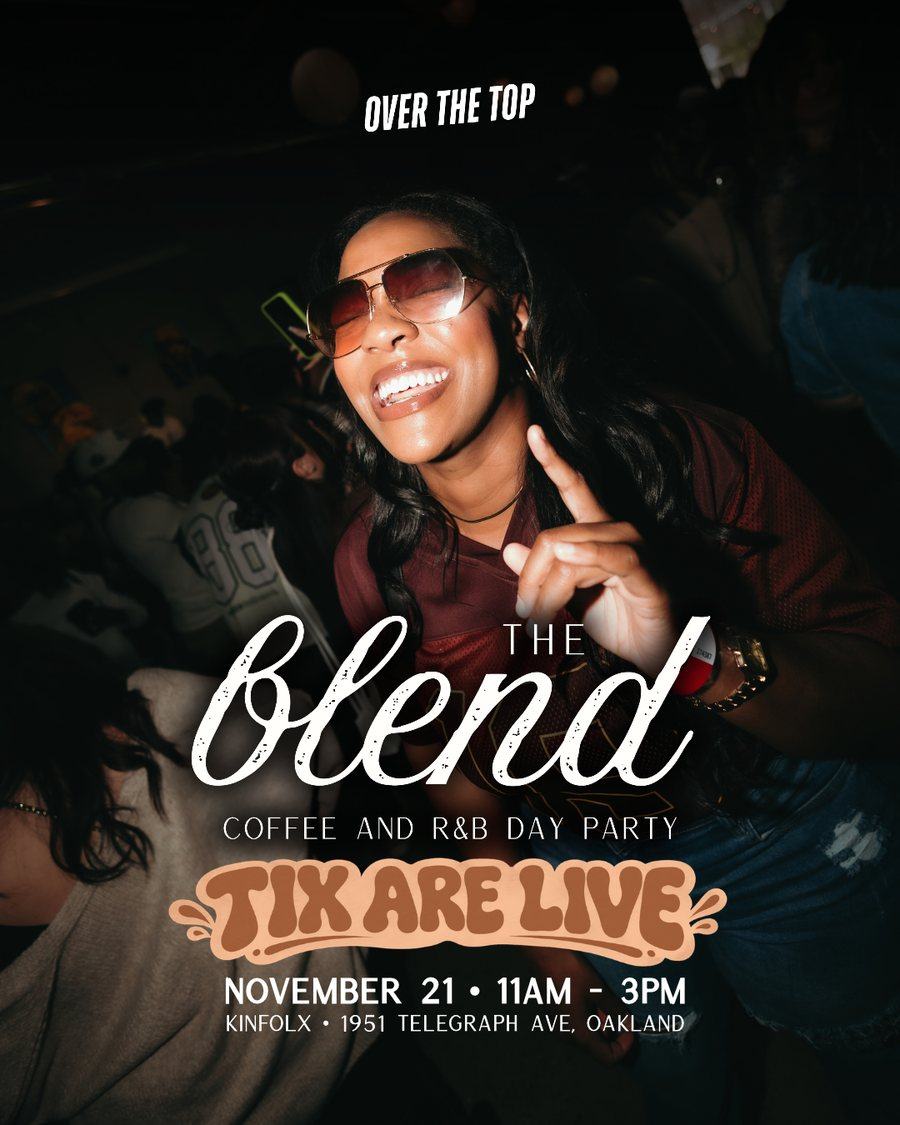 OVER THE TOP
86
THE
blend
COFFEE AND R&B DAY PARTY
TIX ARE LIVE
NOVEMBER 21 • 11AM - 3PM
KINFOLX • 1951 TELEGRAPH AVE, OAKLAND